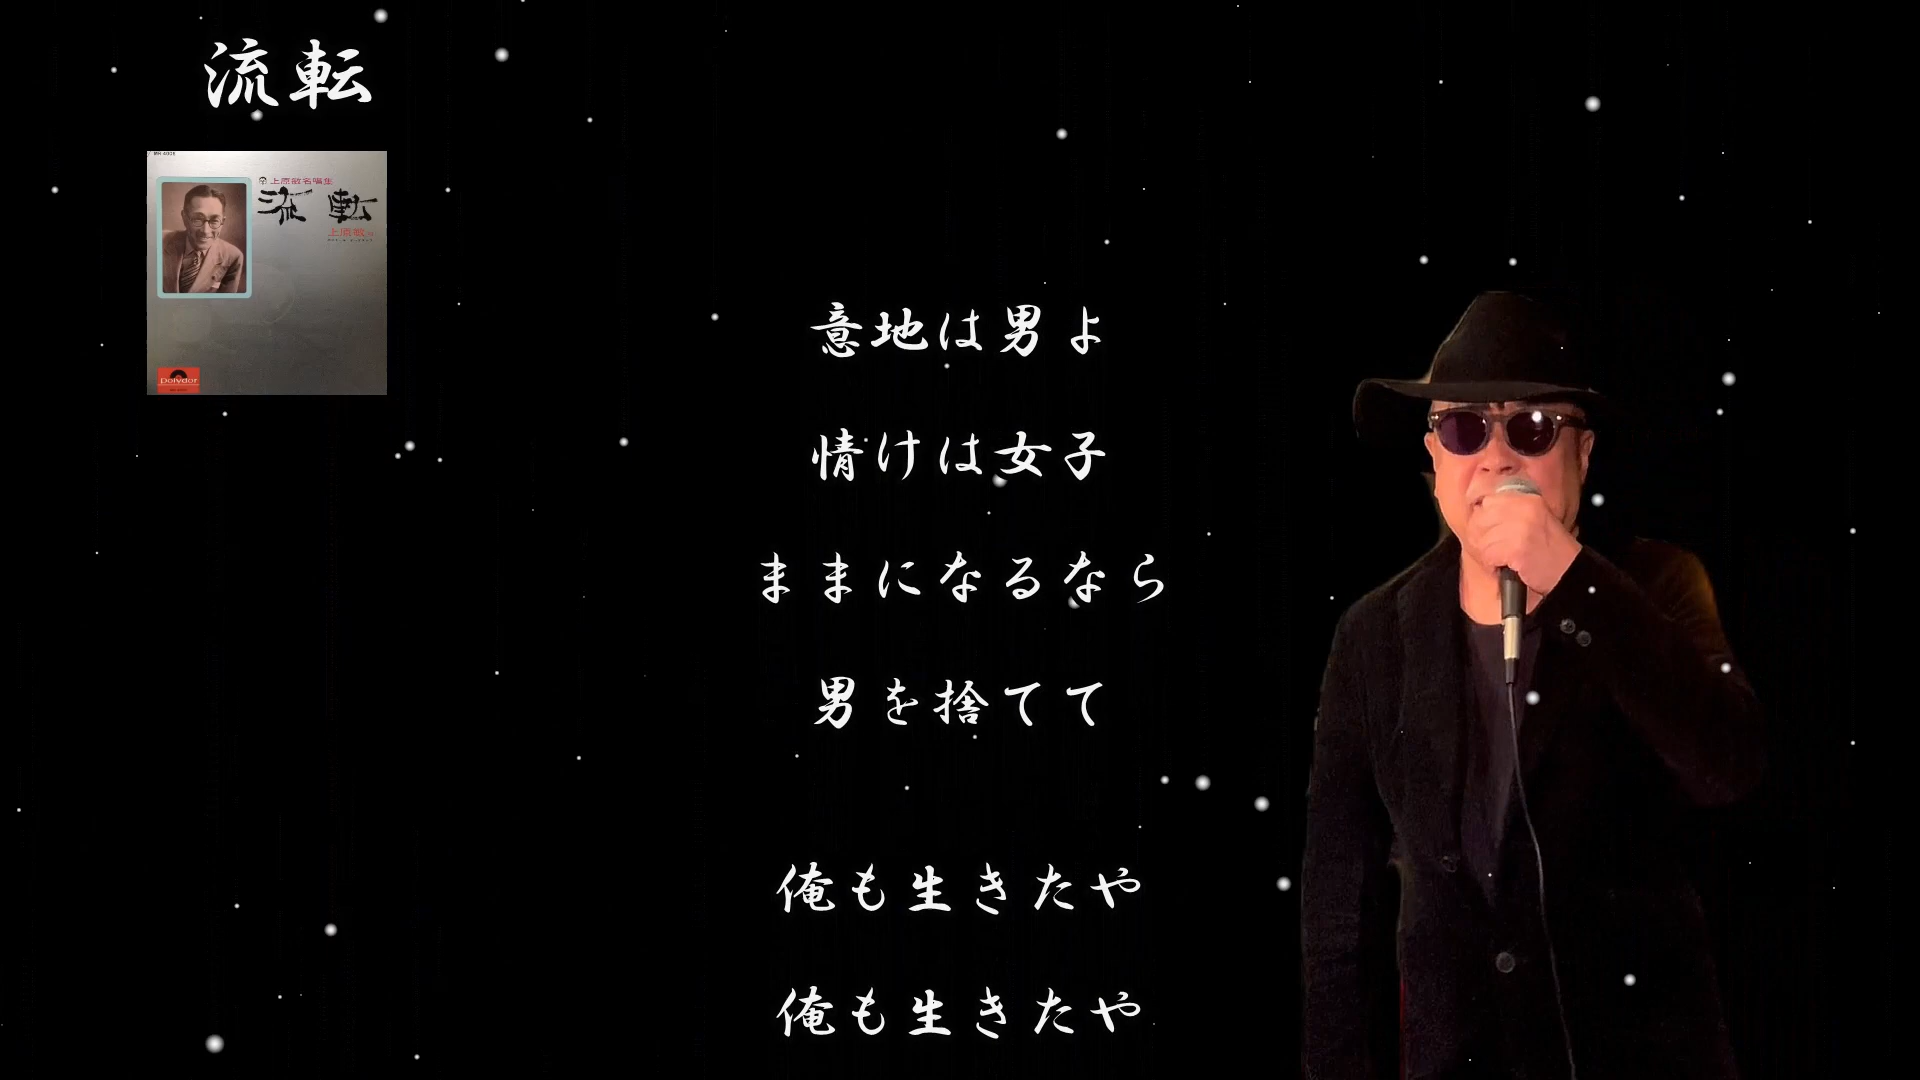 流転
上原敏名唱集
流転
上原敏
Polydor
意地は男よ
情けは女子
ままになるなら
男を捨てて
俺も生きたや
俺も生きたや